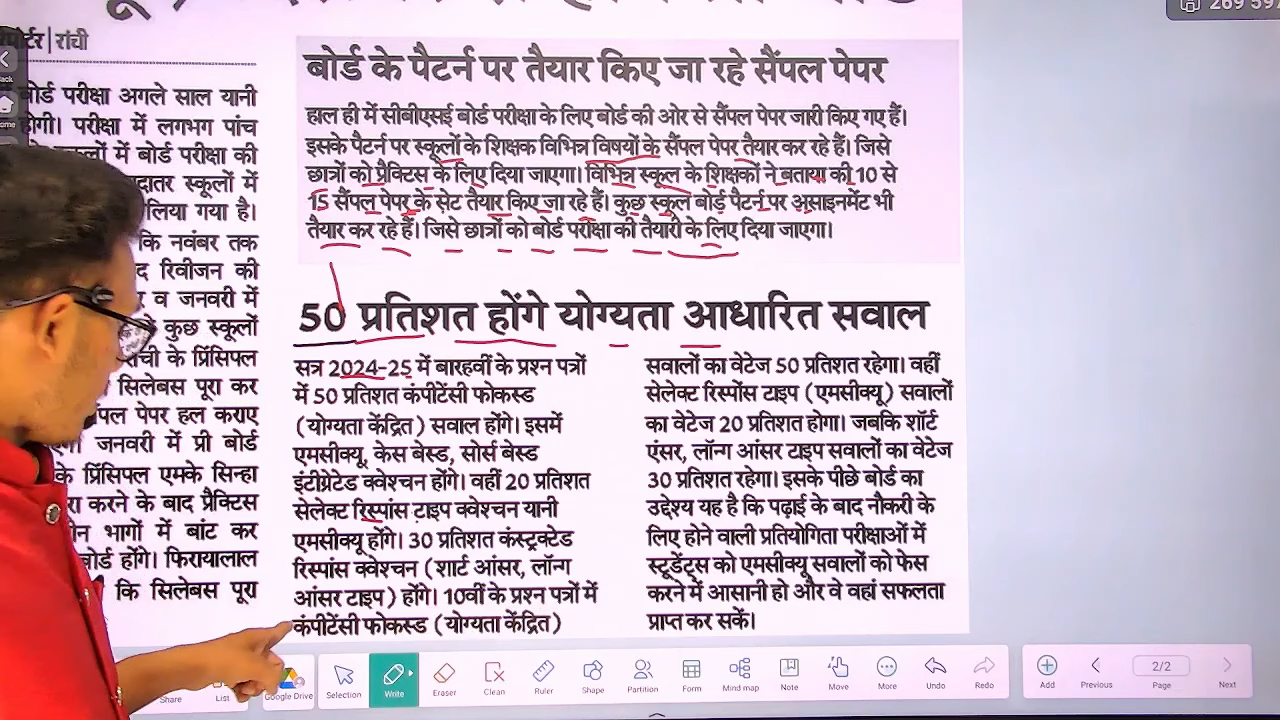 रिपोर्टर|रांची
269 597
बोर्ड परीक्षा अगले साल यानी
होगी। परीक्षा में लगभग पांच
में बोर्ड परीक्षा की
स्कूलों में
लिया गया है।
कि नवंबर तक
रिवीजन की
व जनवरी में
कुछ स्कूलों
के प्रिंसिपल
सिलेबस पूरा कर
पेपर हल कराए
जनवरी में प्री बोर्ड
के प्रिंसिपल एमके सिन्हा
करने के बाद प्रैक्टिस
भागों में बांट कर
बोर्ड होंगे। फिरायालाल
कि सिलेबस पूरा
बोर्ड के पैटर्न पर तैयार किए जा रहे सैंपल पेपर
हाल ही में सीबीएसई बोर्ड परीक्षा के लिए बोर्ड की ओर से सैंपल पेपर जारी किए गए हैं।
इसके पैटर्न पर स्कूलों के शिक्षक विभिन्न विषयों के सैंपल पेपर तैयार कर रहे हैं। जिसे
छात्रों को प्रैक्टिस के लिए दिया जाएगा। विभिन्न स्कूल के शिक्षकों ने बताया की 10 से
15 सैंपल पेपर के सेट तैयार किए जा रहे हैं। कुछ स्कूल बोर्ड पैटर्न पर असाइनमेंट भी
तैयार कर रहे हैं। जिसे छात्रों को बोर्ड परीक्षा की तैयारी के लिए दिया जाएगा।
50 प्रतिशत होंगे योग्यता आधारित सवाल
सत्र 2024-25 में बारहवीं के प्रश्न पत्रों
में 50 प्रतिशत कंपीटेंसी फोकस्ड
(योग्यता केंद्रित) सवाल होंगे। इसमें
एमसीक्यू, केस बेस्ड, सोर्स बेस्ड
इंटीग्रेटेड क्वेश्चन होंगे। वहीं 20 प्रतिशत
सेलेक्ट रिस्पांस टाइप क्वेश्चन यानी
एमसीक्यू होंगे। 30 प्रतिशत कंस्ट्रक्टेड
रिस्पांस क्वेश्चन (शार्ट आंसर, लॉन्ग
आंसर टाइप) होंगे। 10वीं के प्रश्न पत्रों में
कंपीटेंसी फोकस्ड (योग्यता केंद्रित)
सवालों का वेटेज 50 प्रतिशत रहेगा। वहीं
सेलेक्ट रिस्पोंस टाइप (एमसीक्यू) सवालों
का वेटेज 20 प्रतिशत होगा। जबकि शॉर्ट
एंसर, लॉन्ग आंसर टाइप सवालों का वेटेज
30 प्रतिशत रहेगा। इसके पीछे बोर्ड का
उद्देश्य यह है कि पढ़ाई के बाद नौकरी के
लिए होने वाली प्रतियोगिता परीक्षाओं में
स्टूडेंट्स को एमसीक्यू सवालों को फेस
करने में आसानी हो और वे वहां सफलता
प्राप्त कर सकें।
Share List Google Drive Selection Write Eraser Clean Ruler Shape Partition Form Mind map Note Move More Undo Redo Add Previous 2/2 Page Next